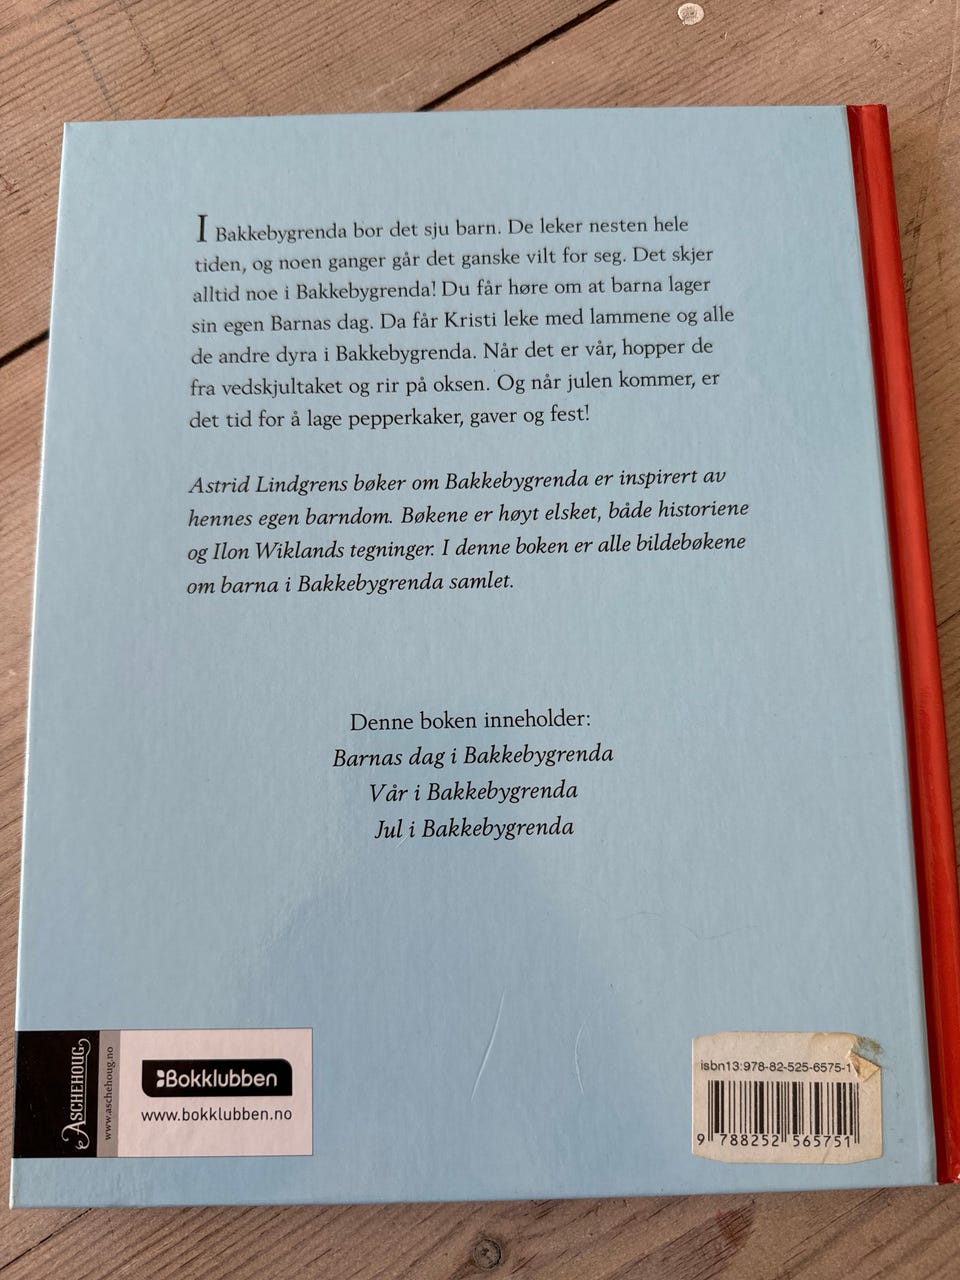 I Bakkebygrenda bor det sju barn. De leker nesten hele
tiden, og noen ganger går det ganske vilt for seg. Det skjer
alltid noe i Bakkebygrenda! Du får høre om at barna lager
sin egen Barnas dag. Da får Kristi leke med lammene og alle
de andre dyra i Bakkebygrenda. Når det er vår, hopper de
fra vedskjultaket og rir på oksen. Og når julen kommer, er
det tid for å lage pepperkaker, gaver og fest!
Astrid Lindgrens bøker om Bakkebygrenda er inspirert av
hennes egen barndom. Bøkene er høyt elsket, både historiene
og Ilon Wiklands tegninger. I denne boken er alle bildebøkene
om barna i Bakkebygrenda samlet.
Denne boken inneholder:
Barnas dag i Bakkebygrenda
Vår i Bakkebygrenda
Jul i Bakkebygrenda
ASCHEHOUG
www.aschehoug.no
Bokklubben
www.bokklubben.no
isbn13:978-82-525-6575-1
9 788252 565751